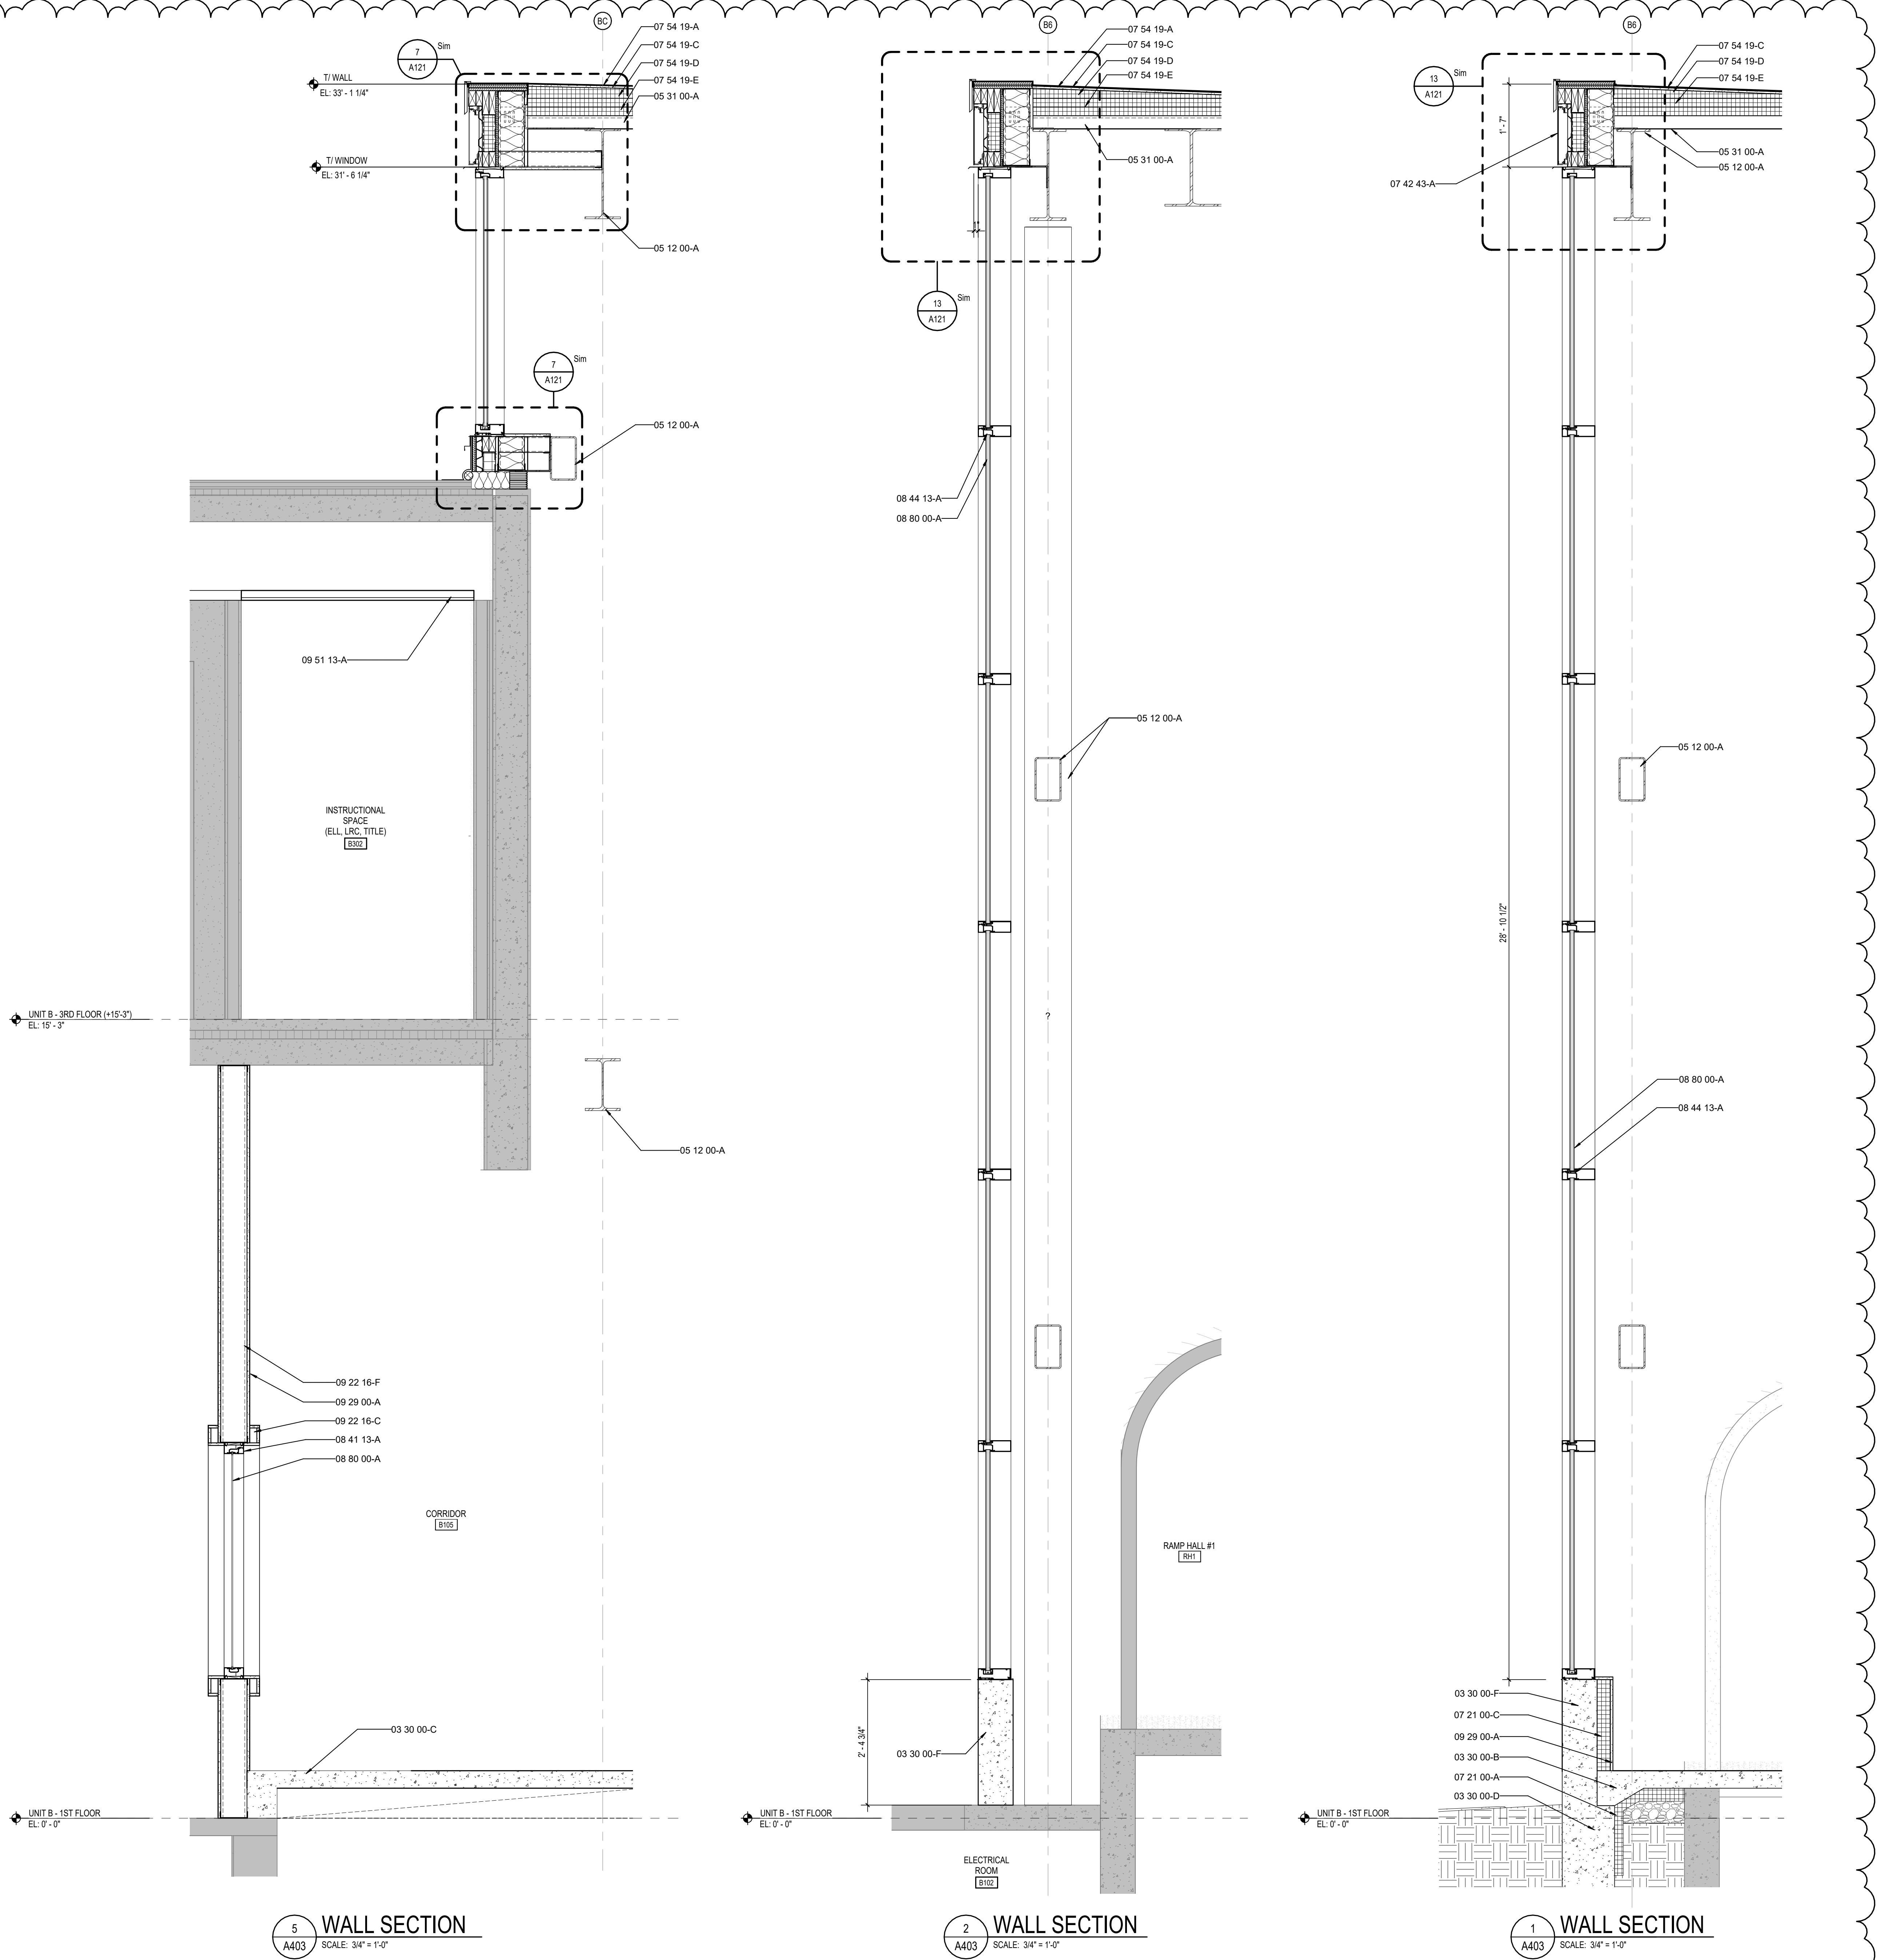 BC
7
A121
Sim
T/ WALL
EL: 33' - 1 1/4"
T/ WINDOW
EL: 31' - 6 1/4"
07 54 19-A
07 54 19-C
07 54 19-D
07 54 19-E
05 31 00-A
05 12 00-A
7
A121
Sim
05 12 00-A
09 51 13-A
INSTRUCTIONAL
SPACE
(ELL, LRC, TITLE)
B302
UNIT B - 3RD FLOOR (+15'-3")
EL: 15' - 3"
05 12 00-A
09 22 16-F
09 29 00-A
09 22 16-C
08 41 13-A
08 80 00-A
CORRIDOR
B105
03 30 00-C
UNIT B - 1ST FLOOR
EL: 0' - 0"
5
A403
WALL SECTION
SCALE: 3/4" = 1'-0"
B6
07 54 19-A
07 54 19-C
07 54 19-D
07 54 19-E
05 31 00-A
13
A121
Sim
08 44 13-A
08 80 00-A
05 12 00-A
?
RAMP HALL #1
RH1
2' - 4 3/4"
03 30 00-F
UNIT B - 1ST FLOOR
EL: 0' - 0"
ELECTRICAL
ROOM
B102
2
A403
WALL SECTION
SCALE: 3/4" = 1'-0"
B6
13
A121
Sim
07 54 19-C
07 54 19-D
07 54 19-E
1' - 7"
05 31 00-A
05 12 00-A
07 42 43-A
05 12 00-A
28' - 10 1/2"
08 80 00-A
08 44 13-A
03 30 00-F
07 21 00-C
09 29 00-A
03 30 00-B
07 21 00-A
03 30 00-D
UNIT B - 1ST FLOOR
EL: 0' - 0"
1
A403
WALL SECTION
SCALE: 3/4" = 1'-0"